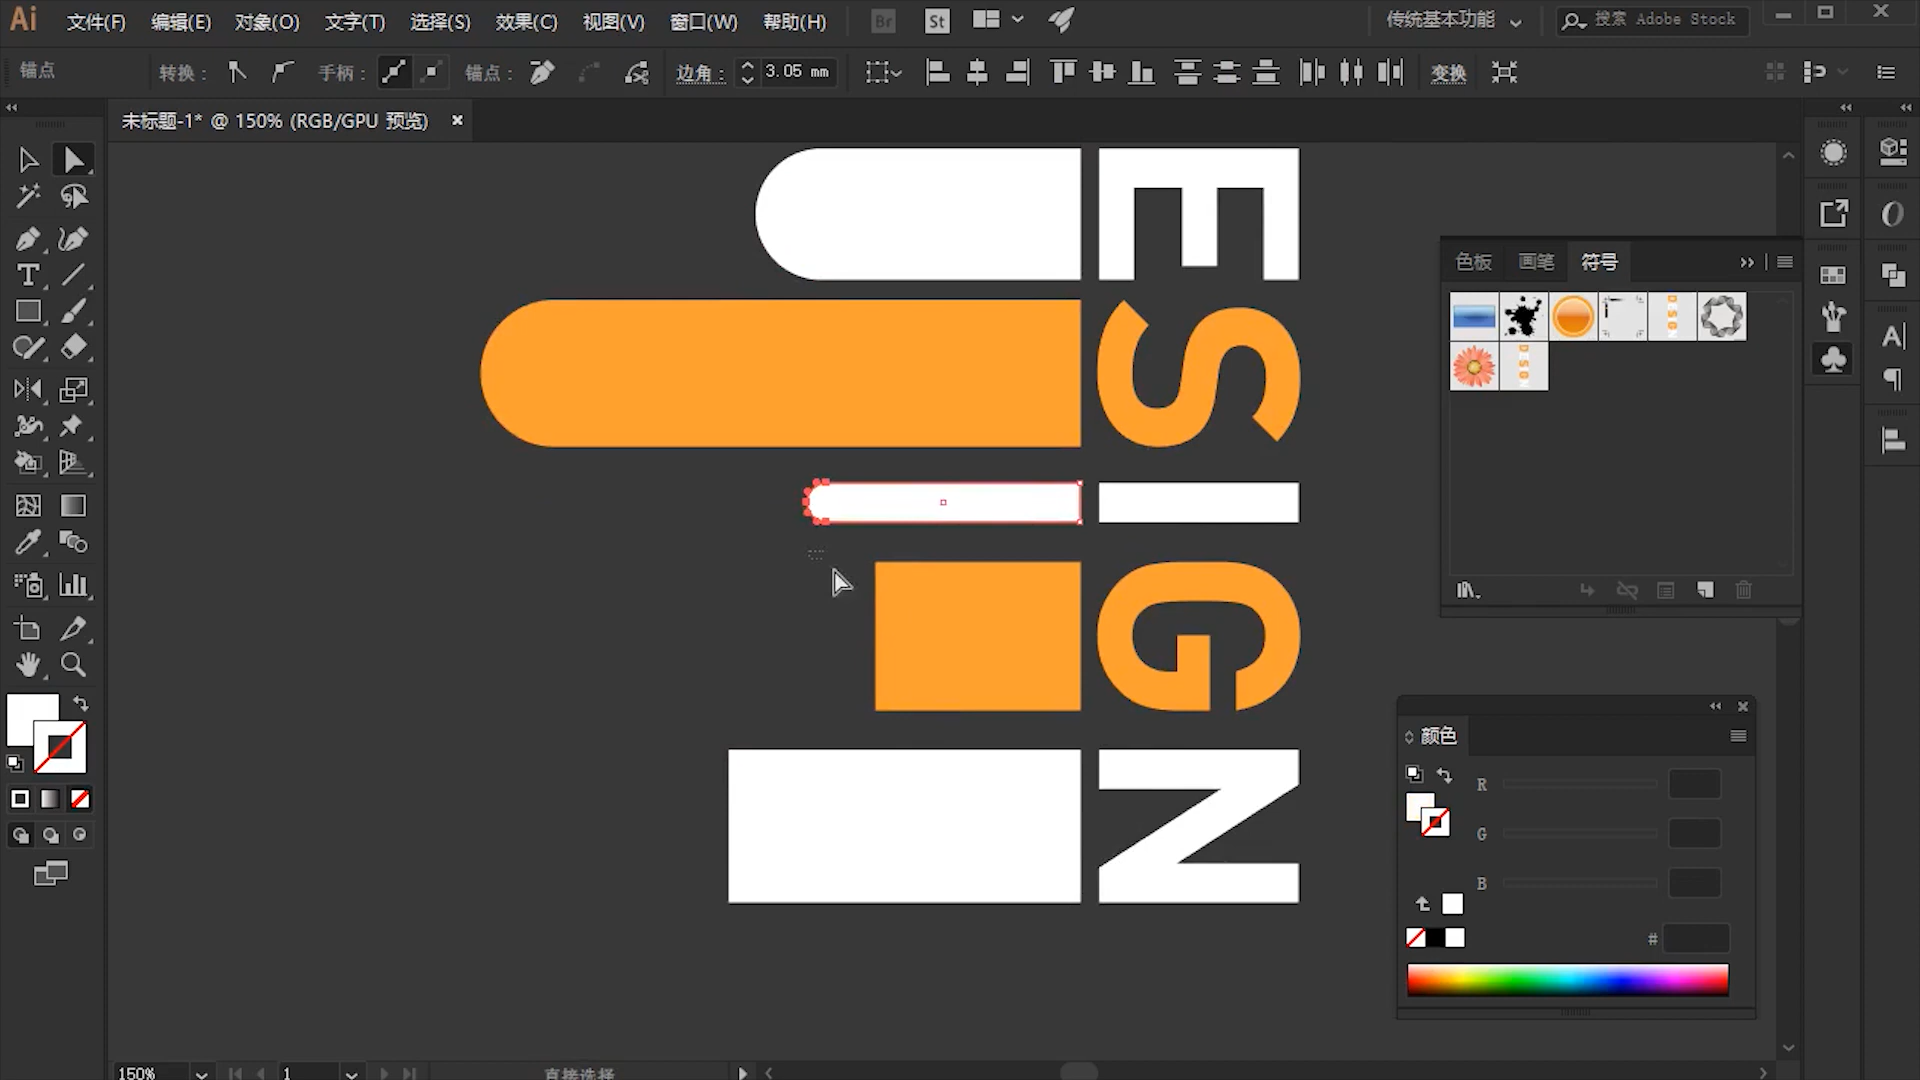 Ai 文件(F) 编辑(E) 对象(O) 文字(T) 选择(S) 效果(C) 视图(V) 窗口(W) 帮助(H) Br St 传统基本功能 搜索 Adobe Stock
锚点 转换： 手柄： 锚点： 边角： 3.05 mm 变换
未标题-1* @ 150% (RGB/GPU 预览)
E
S
I
G
N
色板 画笔 符号
颜色
R
G
B
#
150% 1 直接选择